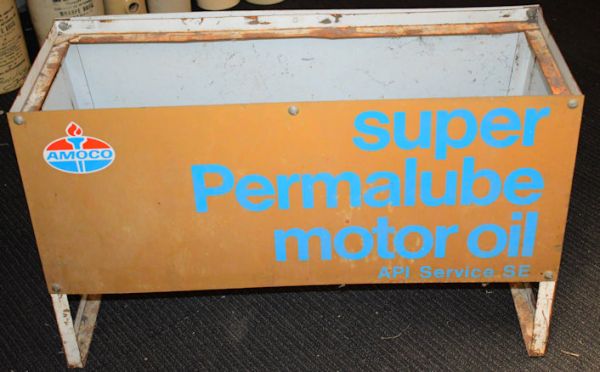 AMOCO
super
Permalube
motor oil
API Service SE